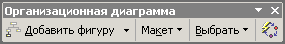 Организационная диаграмма
Добавить фигуру Макет Выбрать